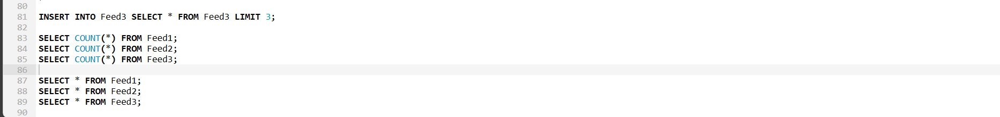 80
81 INSERT INTO Feed3 SELECT * FROM Feed3 LIMIT 3;
82
83 SELECT COUNT(*) FROM Feed1;
84 SELECT COUNT(*) FROM Feed2;
85 SELECT COUNT(*) FROM Feed3;
86
87 SELECT * FROM Feed1;
88 SELECT * FROM Feed2;
89 SELECT * FROM Feed3;
90